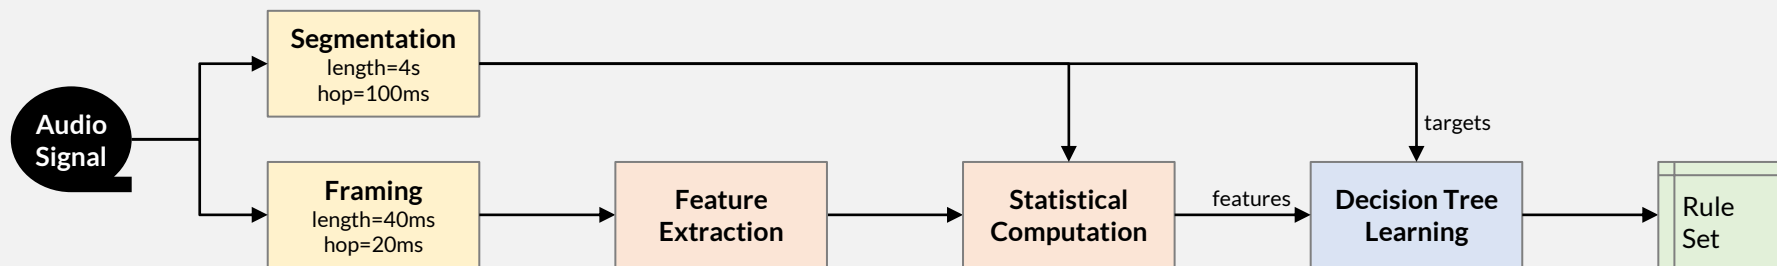 Segmentation
length=4s
hop=100ms
Audio
Signal
targets
Framing
length=40ms
hop=20ms
Feature
Extraction
Statistical
Computation
features
Decision Tree
Learning
Rule
Set